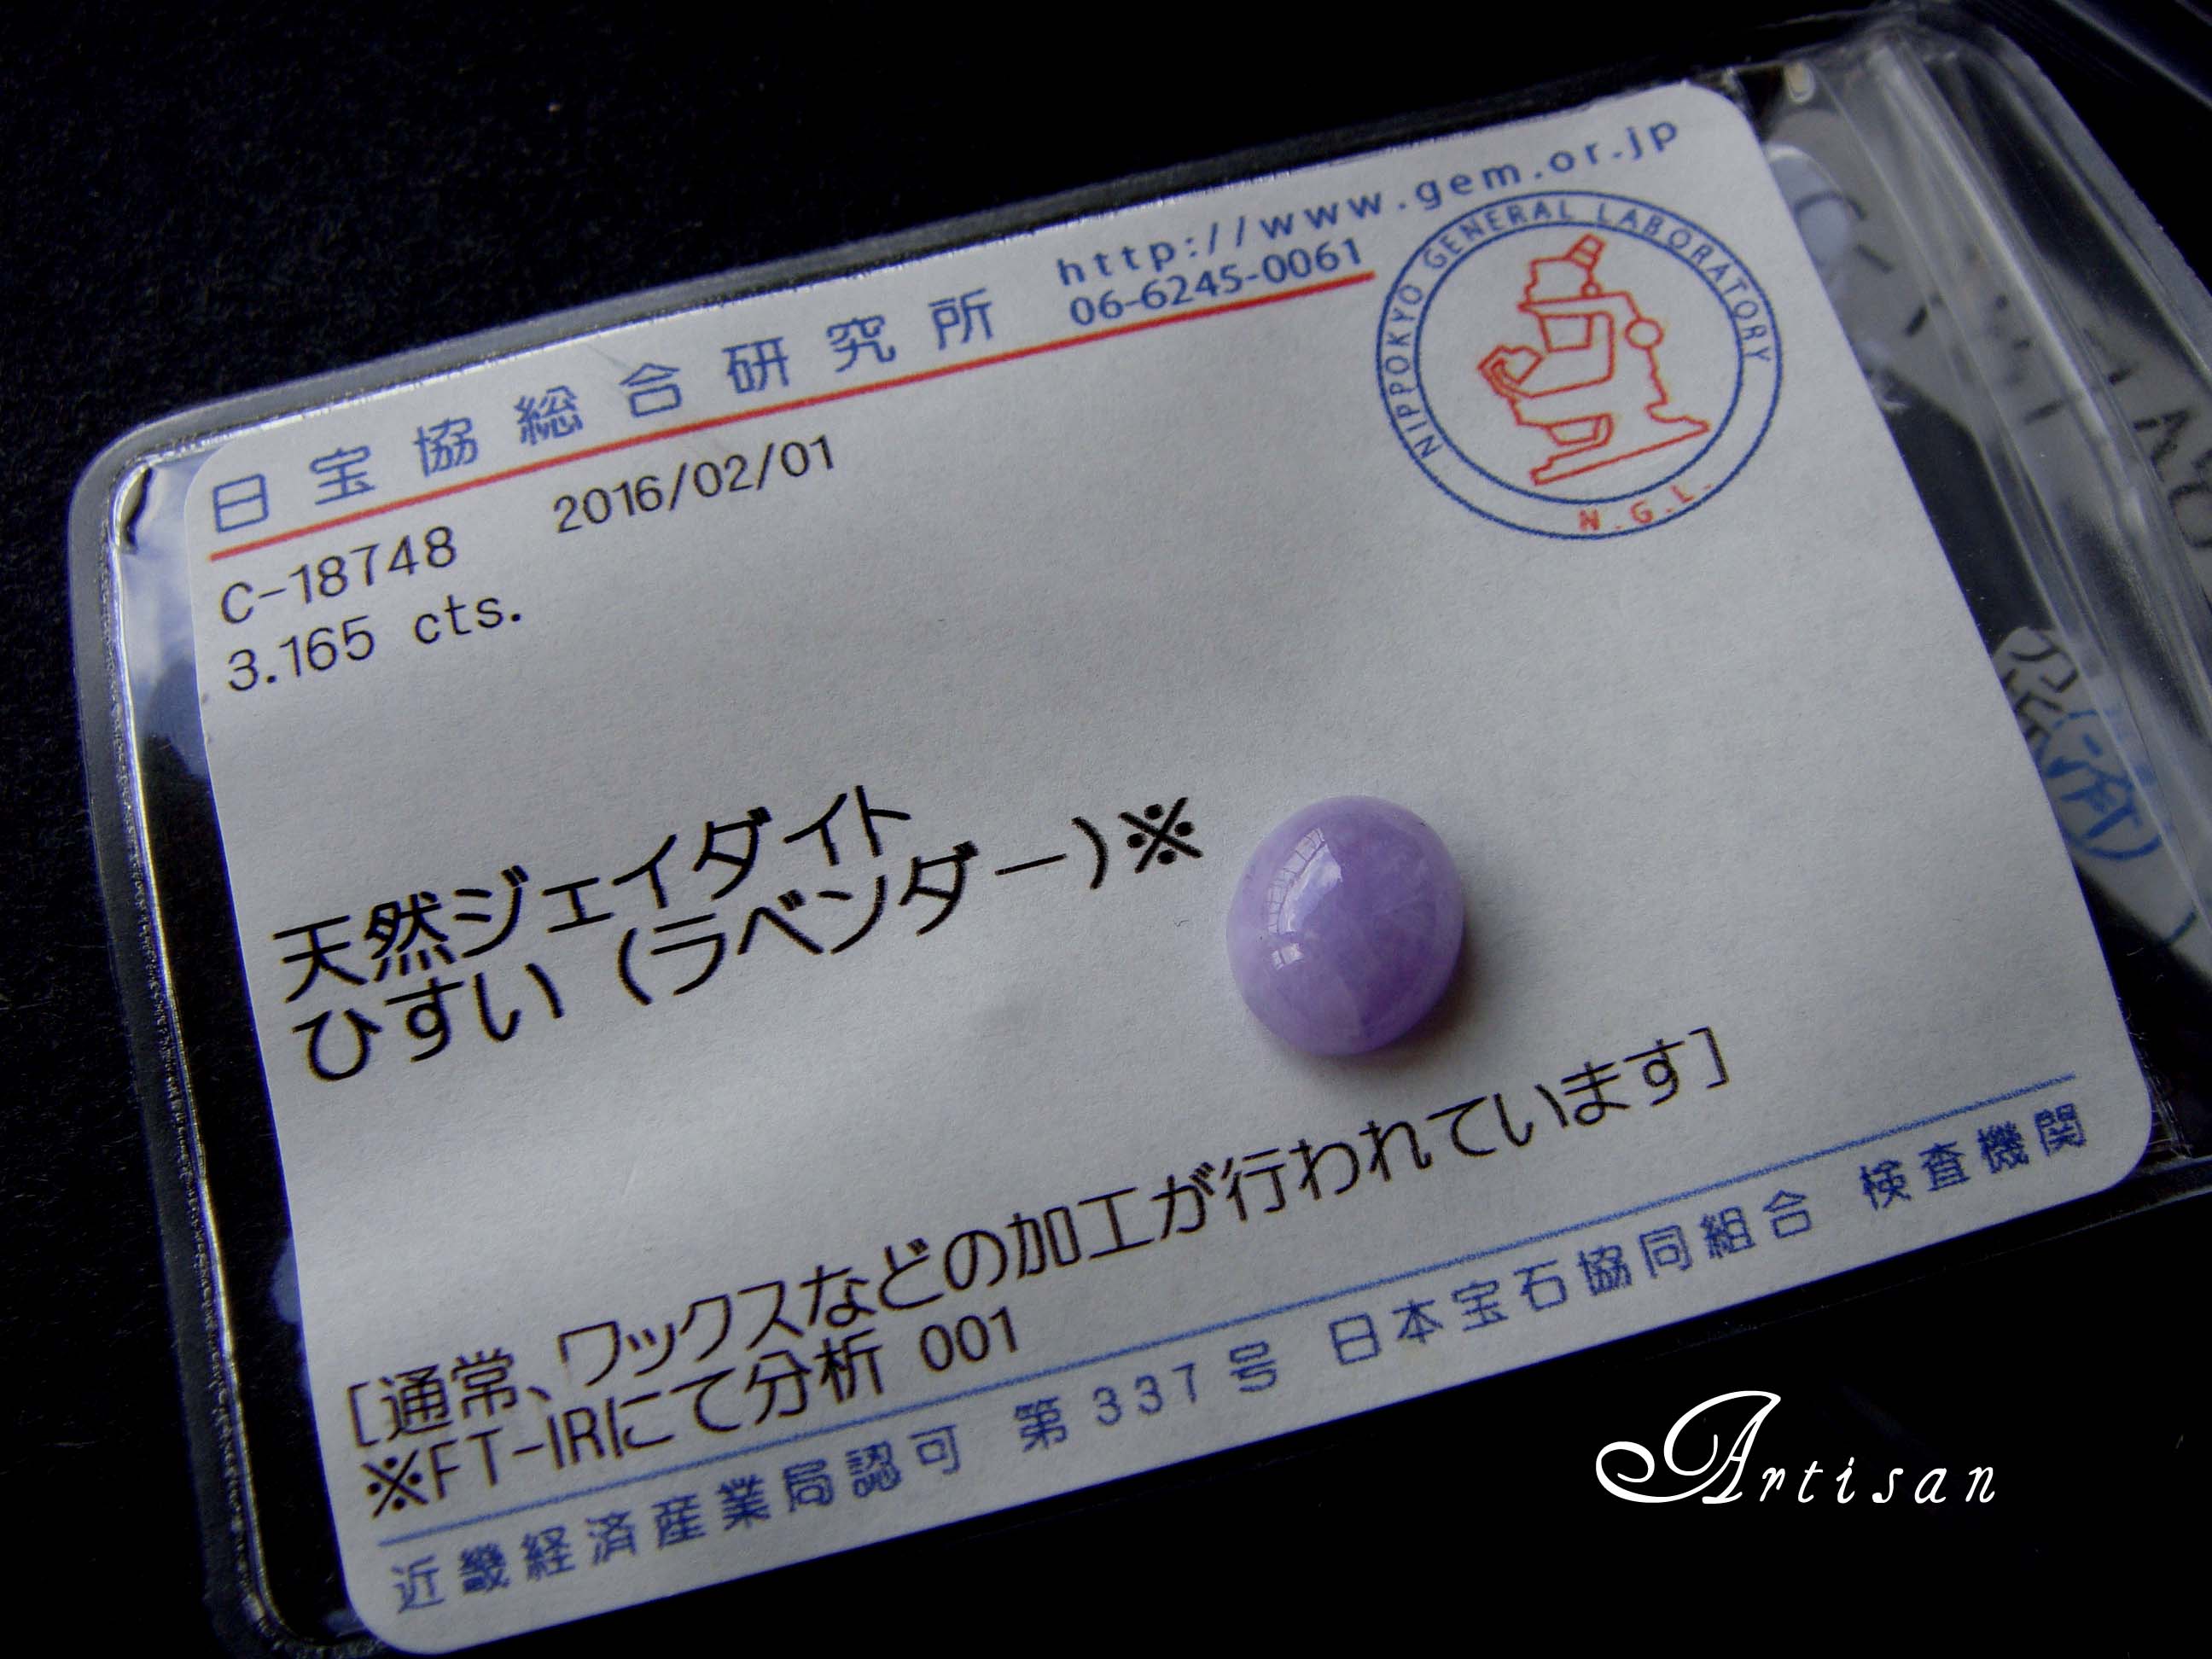 日宝協総合研究所
http://www.gem.or.jp
06-6245-0061
NIPPOKYO GENERAL LABORATORY
N.G.L.
C-18748 2016/02/01
3.165 cts.
天然ジェイダイト
ひすい (ラベンダー)※
[通常、ワックスなどの加工が行われています]
※FT-IRにて分析 001
近畿経済産業局認可 第337号 日本宝石協同組合 検査機関
Artisan